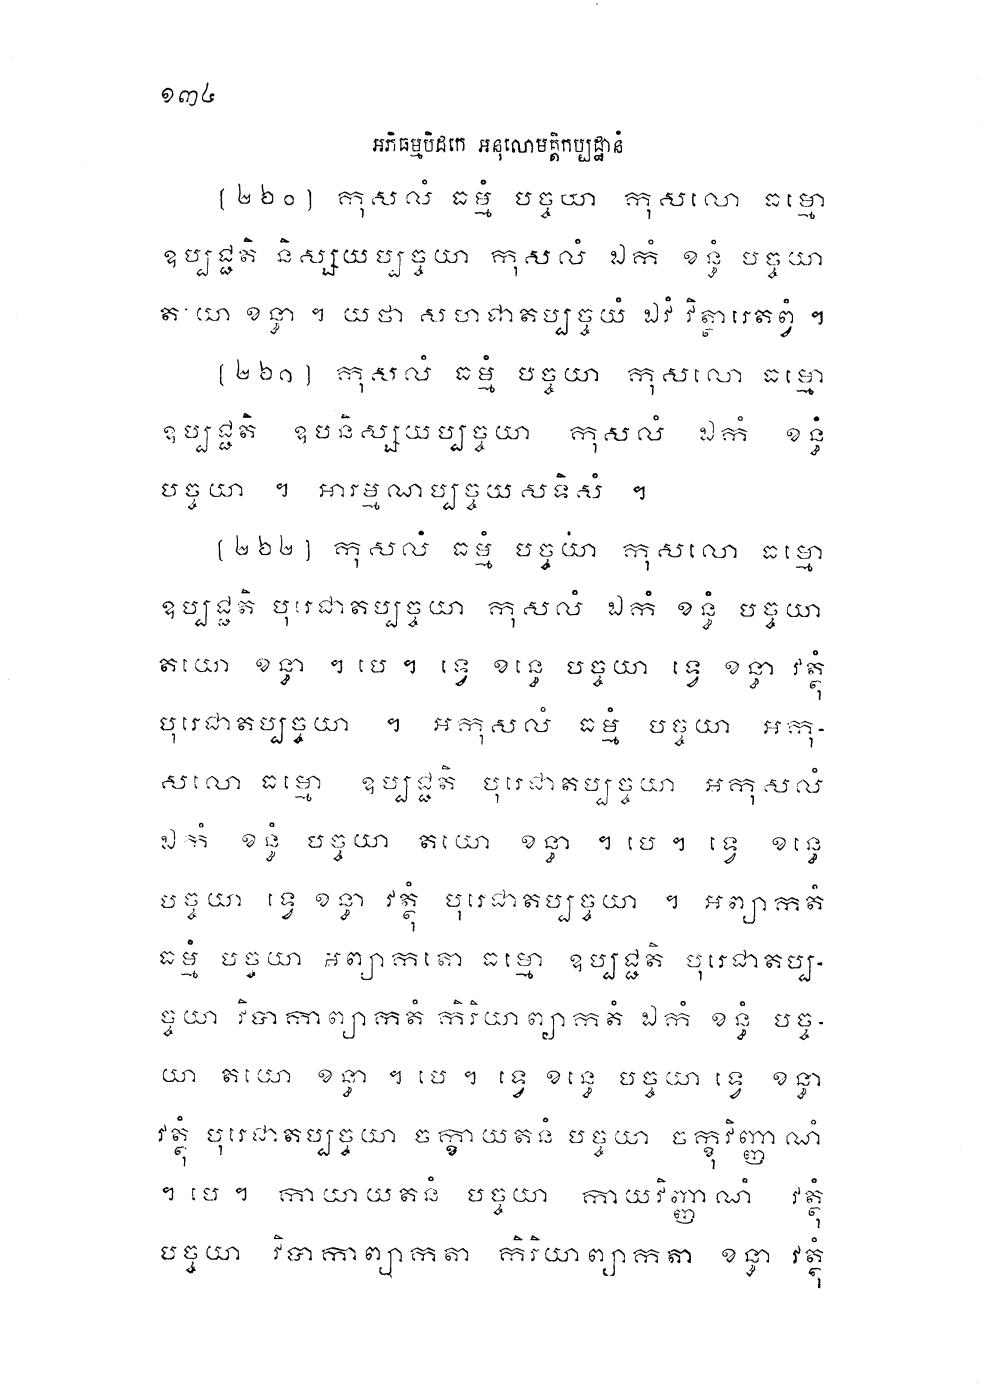 ១៣៤
អភិធម្មបិដកេ អនុលោមត្តិកប្បដ្ឋានំ
(២២០) កុសលំ ធម្មំ បច្ចយា កុសលោ ធម្មោ
ឧប្បជ្ជតិ និស្សយប្បច្ចយា កុសលំ ឯកំ ខន្ធំ បច្ចយា
តយោ ខន្ធា ។ យថា សហជាតប្បច្ចយំ ឯវំ វិត្ថារេតព្វំ ។
(២២១) កុសលំ ធម្មំ បច្ចយា កុសលោ ធម្មោ
ឧប្បជ្ជតិ ឧបនិស្សយប្បច្ចយា កុសលំ ឯកំ ខន្ធំ
បច្ចយា ។ អារម្មណប្បច្ចយសទិសំ ។
(២២២) កុសលំ ធម្មំ បច្ចយា កុសលោ ធម្មោ
ឧប្បជ្ជតិ បុរេជាតប្បច្ចយា កុសលំ ឯកំ ខន្ធំ បច្ចយា
តយោ ខន្ធា ។ បេ ។ ទ្វេ ខន្ធេ បច្ចយា ទ្វេ ខន្ធា វត្ថុំ
បុរេជាតប្បច្ចយា ។ អកុសលំ ធម្មំ បច្ចយា អកុ-
សលោ ធម្មោ ឧប្បជ្ជតិ បុរេជាតប្បច្ចយា អកុសលំ
ឯកំ ខន្ធំ បច្ចយា តយោ ខន្ធា ។ បេ ។ ទ្វេ ខន្ធេ
បច្ចយា ទ្វេ ខន្ធា វត្ថុំ បុរេជាតប្បច្ចយា ។ អព្យាកតំ
ធម្មំ បច្ចយា អព្យាកតោ ធម្មោ ឧប្បជ្ជតិ បុរេជាតប្ប-
ច្ចយា វិបាកាព្យាកតំ កិរិយាព្យាកតំ ឯកំ ខន្ធំ បច្ច-
យា តយោ ខន្ធា ។ បេ ។ ទ្វេ ខន្ធេ បច្ចយា ទ្វេ ខន្ធា
វត្ថុំ បុរេជាតប្បច្ចយា ចក្ខាយតនំ បច្ចយា ចក្ខុវិញ្ញាណំ
។ បេ ។ កាយាយតនំ បច្ចយា កាយវិញ្ញាណំ វត្ថុំ
បច្ចយា វិបាកាព្យាកតា កិរិយាព្យាកតា ខន្ធា វត្ថុំ